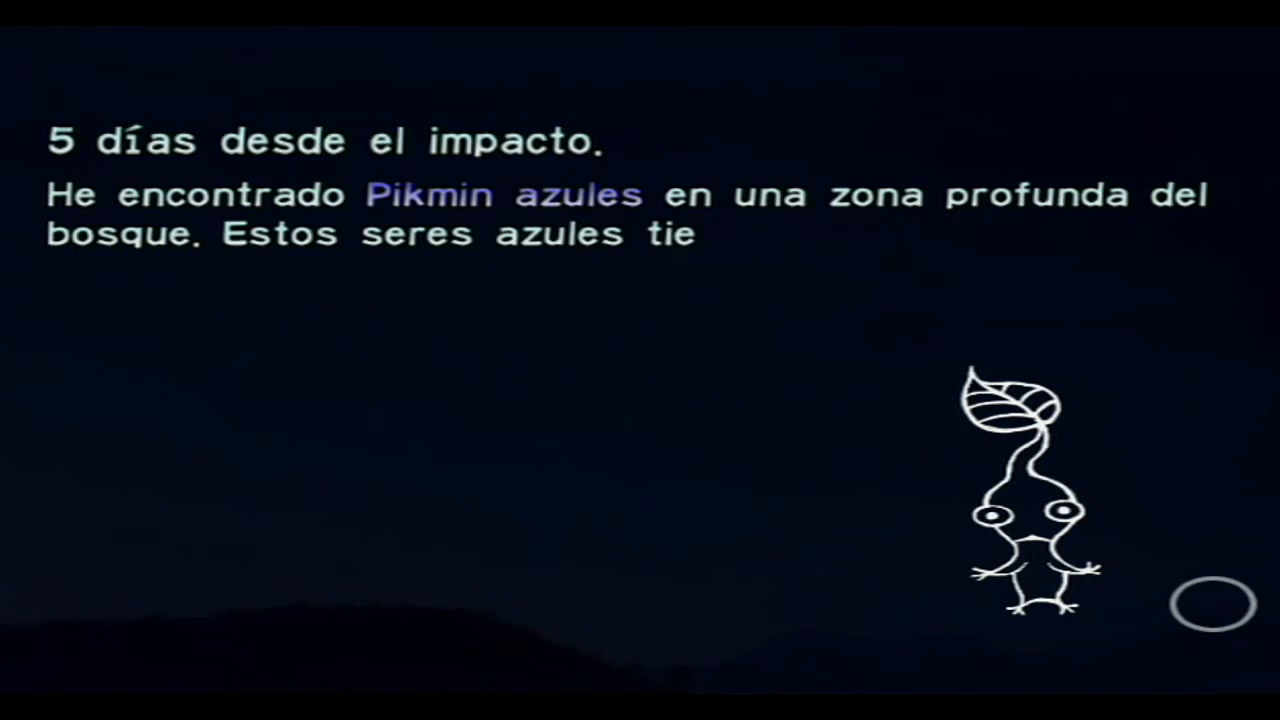 5 días desde el impacto.
He encontrado Pikmin azules en una zona profunda del
bosque. Estos seres azules tie